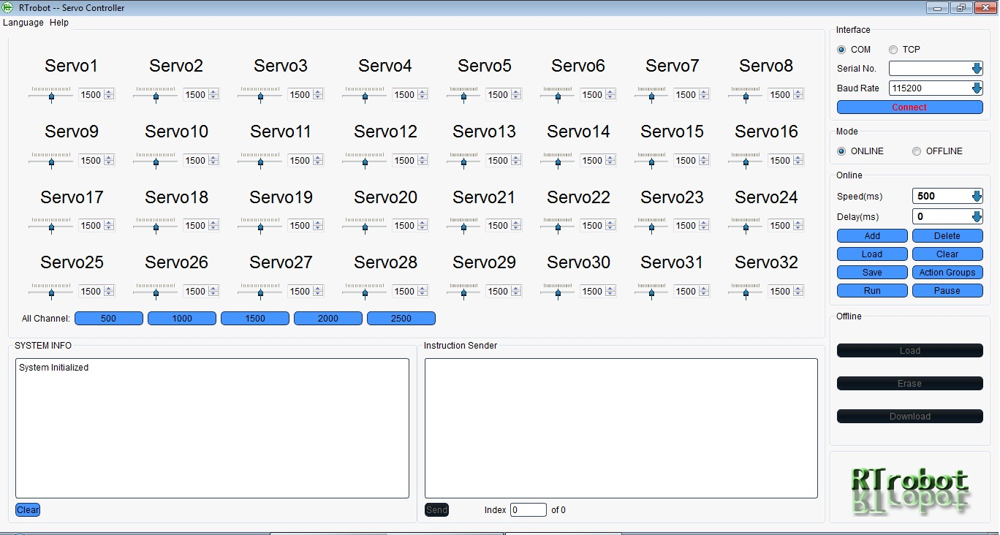 RTrobot -- Servo Controller
Language Help
Servo1 Servo2 Servo3 Servo4 Servo5 Servo6 Servo7 Servo8
1500 1500 1500 1500 1500 1500 1500 1500
Servo9 Servo10 Servo11 Servo12 Servo13 Servo14 Servo15 Servo16
1500 1500 1500 1500 1500 1500 1500 1500
Servo17 Servo18 Servo19 Servo20 Servo21 Servo22 Servo23 Servo24
1500 1500 1500 1500 1500 1500 1500 1500
Servo25 Servo26 Servo27 Servo28 Servo29 Servo30 Servo31 Servo32
1500 1500 1500 1500 1500 1500 1500 1500
All Channel: 500 1000 1500 2000 2500
SYSTEM INFO
System Initialized
Clear
Instruction Sender
Send Index 0 of 0
Interface
COM TCP
Serial No.
Baud Rate 115200
Connect
Mode
ONLINE OFFLINE
Online
Speed(ms) 500
Delay(ms) 0
Add Delete
Load Clear
Save Action Groups
Run Pause
Offline
Load
Erase
Download
RTrobot